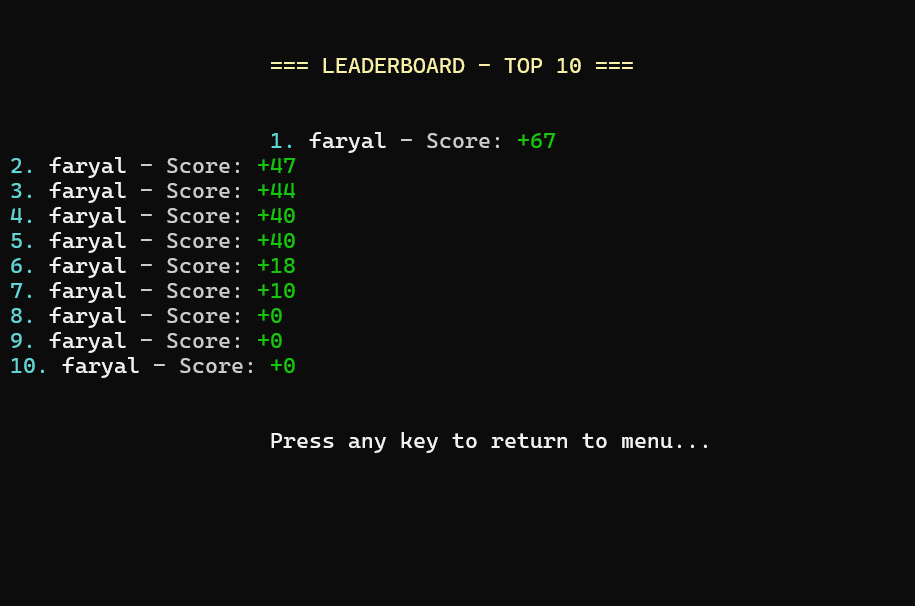 === LEADERBOARD - TOP 10 ===
1. faryal - Score: +67
2. faryal - Score: +47
3. faryal - Score: +44
4. faryal - Score: +40
5. faryal - Score: +40
6. faryal - Score: +18
7. faryal - Score: +10
8. faryal - Score: +0
9. faryal - Score: +0
10. faryal - Score: +0
Press any key to return to menu...